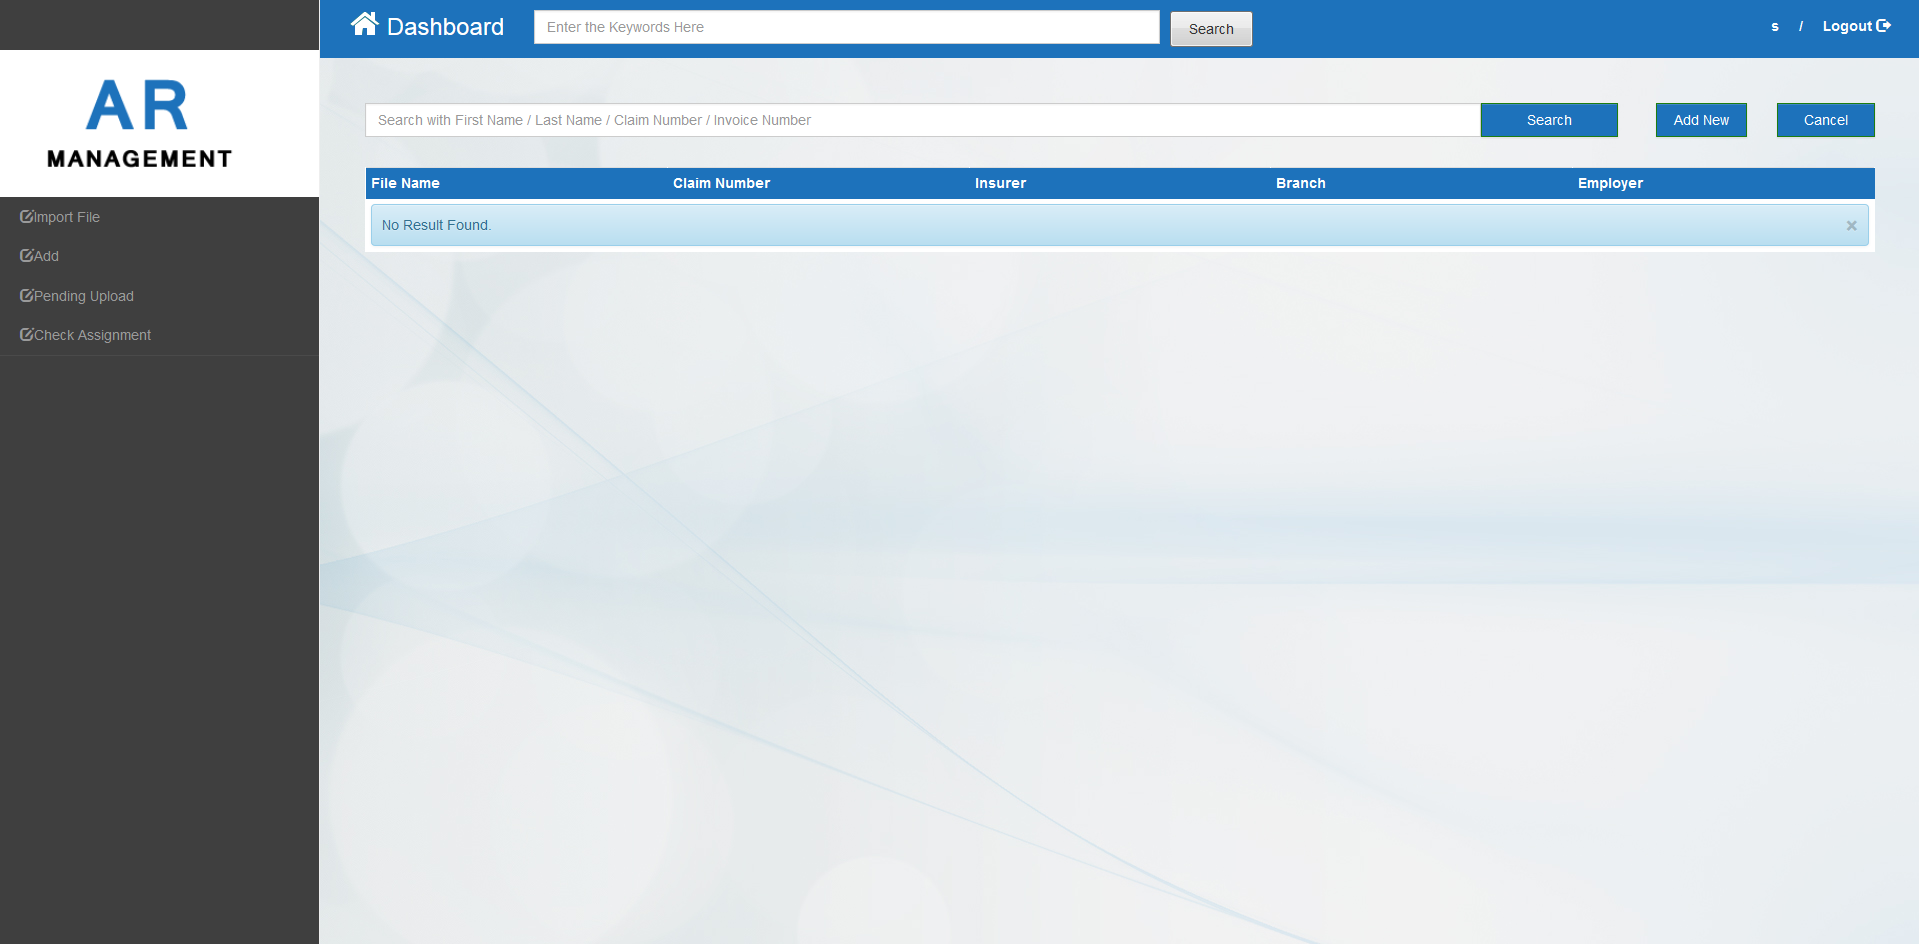 Dashboard
Enter the Keywords Here
Search
s / Logout
AR
MANAGEMENT
Import File
Add
Pending Upload
Check Assignment
Search with First Name / Last Name / Claim Number / Invoice Number
Search
Add New
Cancel
File Name Claim Number Insurer Branch Employer
No Result Found. ×